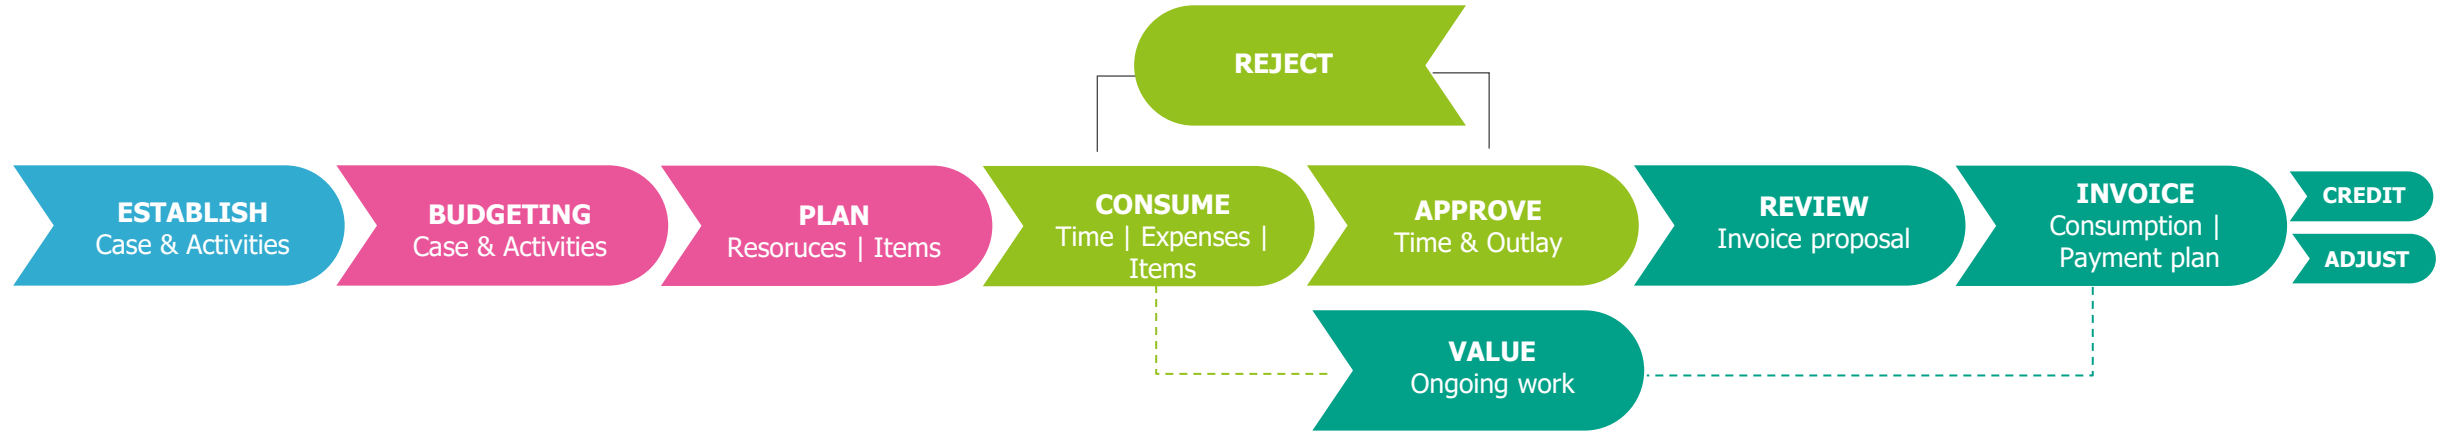 REJECT
ESTABLISH
Case & Activities
BUDGETING
Case & Activities
PLAN
Resoruces | Items
CONSUME
Time | Expenses |
Items
APPROVE
Time & Outlay
REVIEW
Invoice proposal
INVOICE
Consumption |
Payment plan
CREDIT
ADJUST
VALUE
Ongoing work